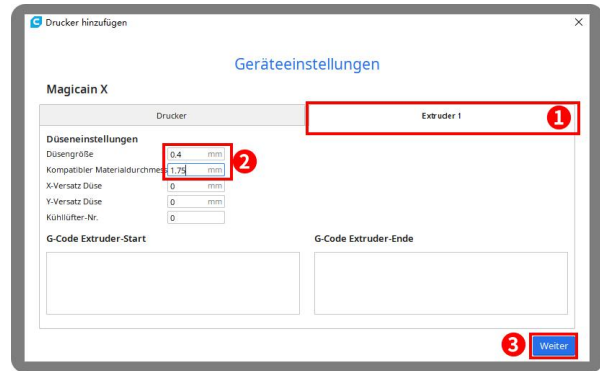 Drucker hinzufügen
Geräteeinstellungen
Magicain X
Drucker
Extruder 1
1
Düseneinstellungen
Düsengröße 0.4 mm
2
Kompatibler Materialdurchmess 1.75 mm
X-Versatz Düse 0 mm
Y-Versatz Düse 0 mm
Kühllüfter-Nr. 0
G-Code Extruder-Start
G-Code Extruder-Ende
3
Weiter